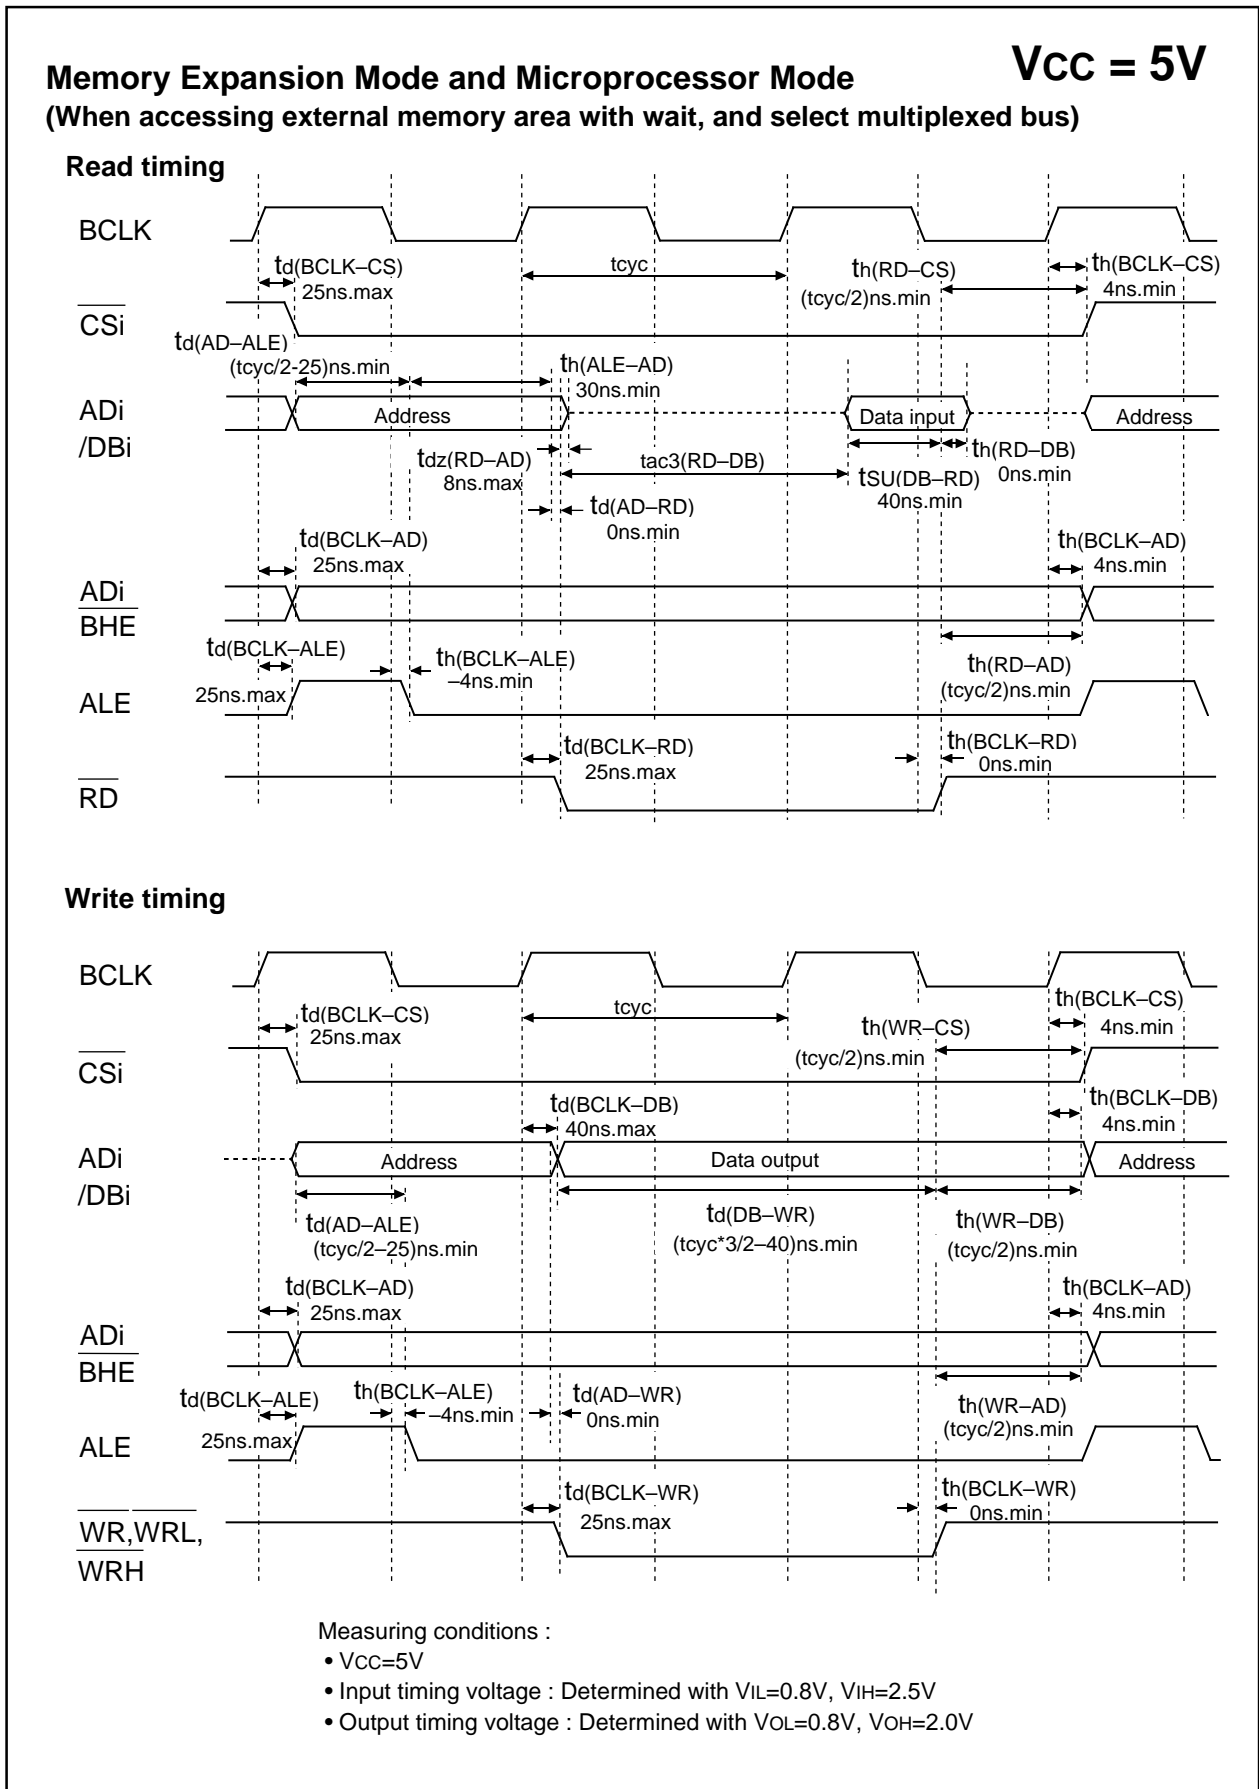 Memory Expansion Mode and Microprocessor Mode
VCC = 5V
(When accessing external memory area with wait, and select multiplexed bus)
Read timing
BCLK
td(BCLK–CS)
25ns.max
tcyc
th(RD–CS)
(tcyc/2)ns.min
th(BCLK–CS)
4ns.min
CSi
td(AD–ALE)
(tcyc/2-25)ns.min
th(ALE–AD)
30ns.min
ADi
/DBi
Address
Data input
Address
tdz(RD–AD)
8ns.max
tac3(RD–DB)
tSU(DB–RD)
40ns.min
th(RD–DB)
0ns.min
td(AD–RD)
0ns.min
td(BCLK–AD)
25ns.max
th(BCLK–AD)
4ns.min
ADi
BHE
td(BCLK–ALE)
25ns.max
th(BCLK–ALE)
–4ns.min
th(RD–AD)
(tcyc/2)ns.min
ALE
td(BCLK–RD)
25ns.max
th(BCLK–RD)
0ns.min
RD
Write timing
BCLK
td(BCLK–CS)
25ns.max
tcyc
th(WR–CS)
(tcyc/2)ns.min
th(BCLK–CS)
4ns.min
CSi
td(BCLK–DB)
40ns.max
th(BCLK–DB)
4ns.min
ADi
/DBi
Address
Data output
Address
td(AD–ALE)
(tcyc/2–25)ns.min
td(DB–WR)
(tcyc*3/2–40)ns.min
th(WR–DB)
(tcyc/2)ns.min
td(BCLK–AD)
25ns.max
th(BCLK–AD)
4ns.min
ADi
BHE
td(BCLK–ALE)
25ns.max
th(BCLK–ALE)
–4ns.min
td(AD–WR)
0ns.min
th(WR–AD)
(tcyc/2)ns.min
ALE
td(BCLK–WR)
25ns.max
th(BCLK–WR)
0ns.min
WR,WRL,
WRH
Measuring conditions :
• VCC=5V
• Input timing voltage : Determined with VIL=0.8V, VIH=2.5V
• Output timing voltage : Determined with VOL=0.8V, VOH=2.0V